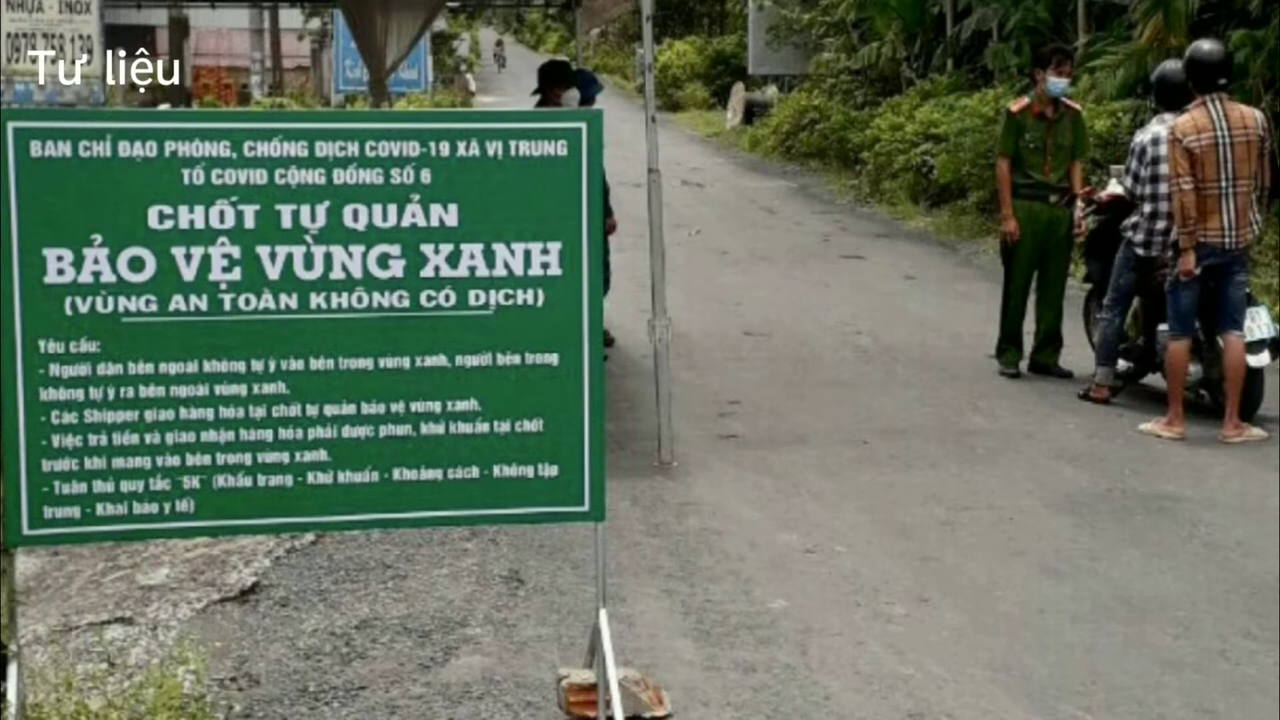 NHỰA - INOX
0979 758 139
Tư liệu
BAN CHỈ ĐẠO PHÒNG, CHỐNG DỊCH COVID-19 XÃ VỊ TRUNG
TỔ COVID CỘNG ĐỒNG SỐ 6
CHỐT TỰ QUẢN
BẢO VỆ VÙNG XANH
(VÙNG AN TOÀN KHÔNG CÓ DỊCH)
Yêu cầu:
- Người dân bên ngoài không tự ý vào bên trong vùng xanh, người bên trong
không tự ý ra bên ngoài vùng xanh.
- Các Shipper giao hàng hóa tại chốt tự quản bảo vệ vùng xanh.
- Việc trả tiền và giao nhận hàng hóa phải được phun, khử khuẩn tại chốt
trước khi mang vào bên trong vùng xanh.
- Tuân thủ quy tắc "5K" (Khẩu trang - Khử khuẩn - Khoảng cách - Không tập
trung - Khai báo y tế)